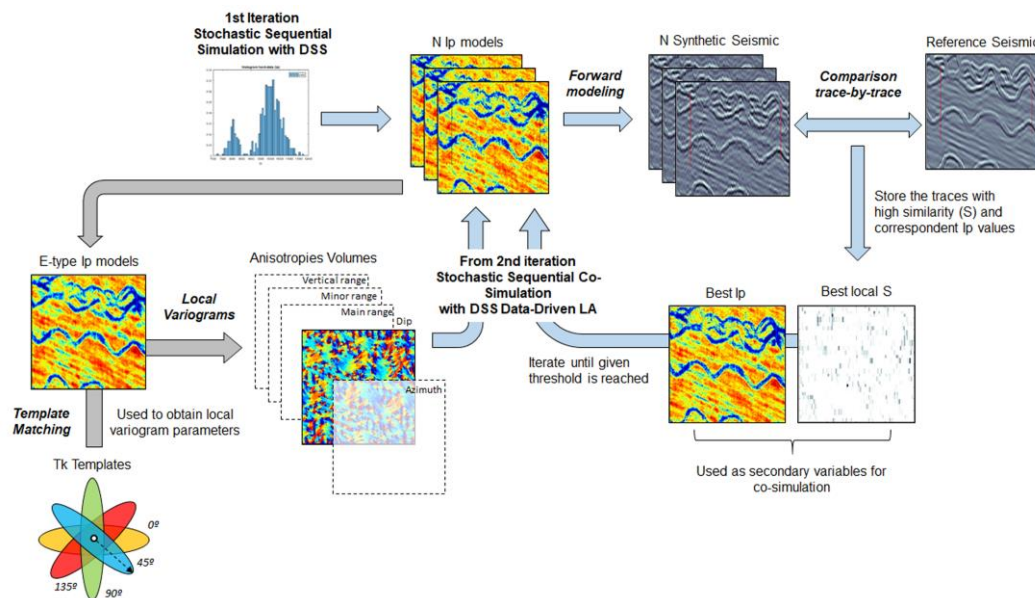 1st Iteration
Stochastic Sequential
Simulation with DSS
N Ip models
Forward
modeling
N Synthetic Seismic
Comparison
trace-by-trace
Reference Seismic
Store the traces with
high similarity (S) and
correspondent Ip values
E-type Ip models
Local
Variograms
Anisotropies Volumes
Vertical range
Minor range
Main range
Dip
Azimuth
From 2nd iteration
Stochastic Sequential Co-
Simulation
with DSS Data-Driven LA
Iterate until given
threshold is reached
Best Ip
Best local S
Used as secondary variables for
co-simulation
Template
Matching
Used to obtain local
variogram parameters
Tk Templates
0º
45º
90º
135º